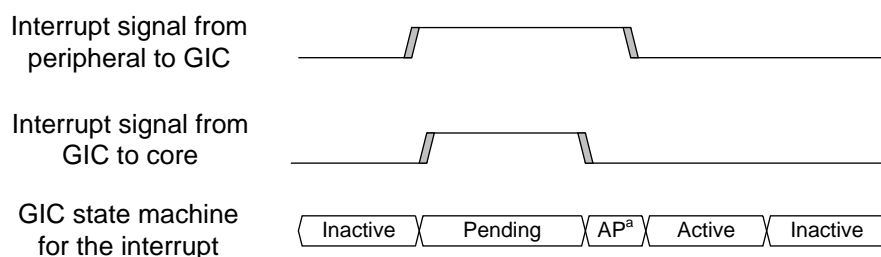 Interrupt signal from
peripheral to GIC
Interrupt signal from
GIC to core
GIC state machine
for the interrupt
Inactive Pending APᵃ Active Inactive